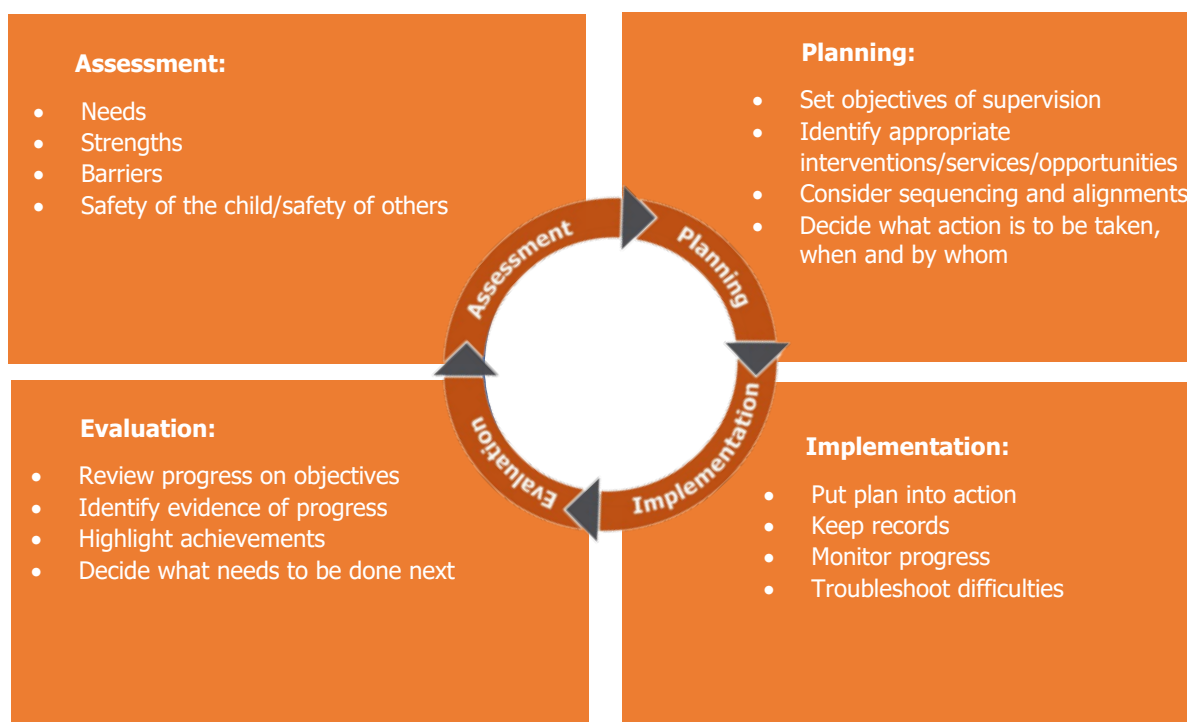 Assessment:
• Needs
• Strengths
• Barriers
• Safety of the child/safety of others
Planning:
• Set objectives of supervision
• Identify appropriate
interventions/services/opportunities
• Consider sequencing and alignments
• Decide what action is to be taken,
when and by whom
Assessment
Planning
Implementation
Evaluation
Evaluation:
• Review progress on objectives
• Identify evidence of progress
• Highlight achievements
• Decide what needs to be done next
Implementation:
• Put plan into action
• Keep records
• Monitor progress
• Troubleshoot difficulties